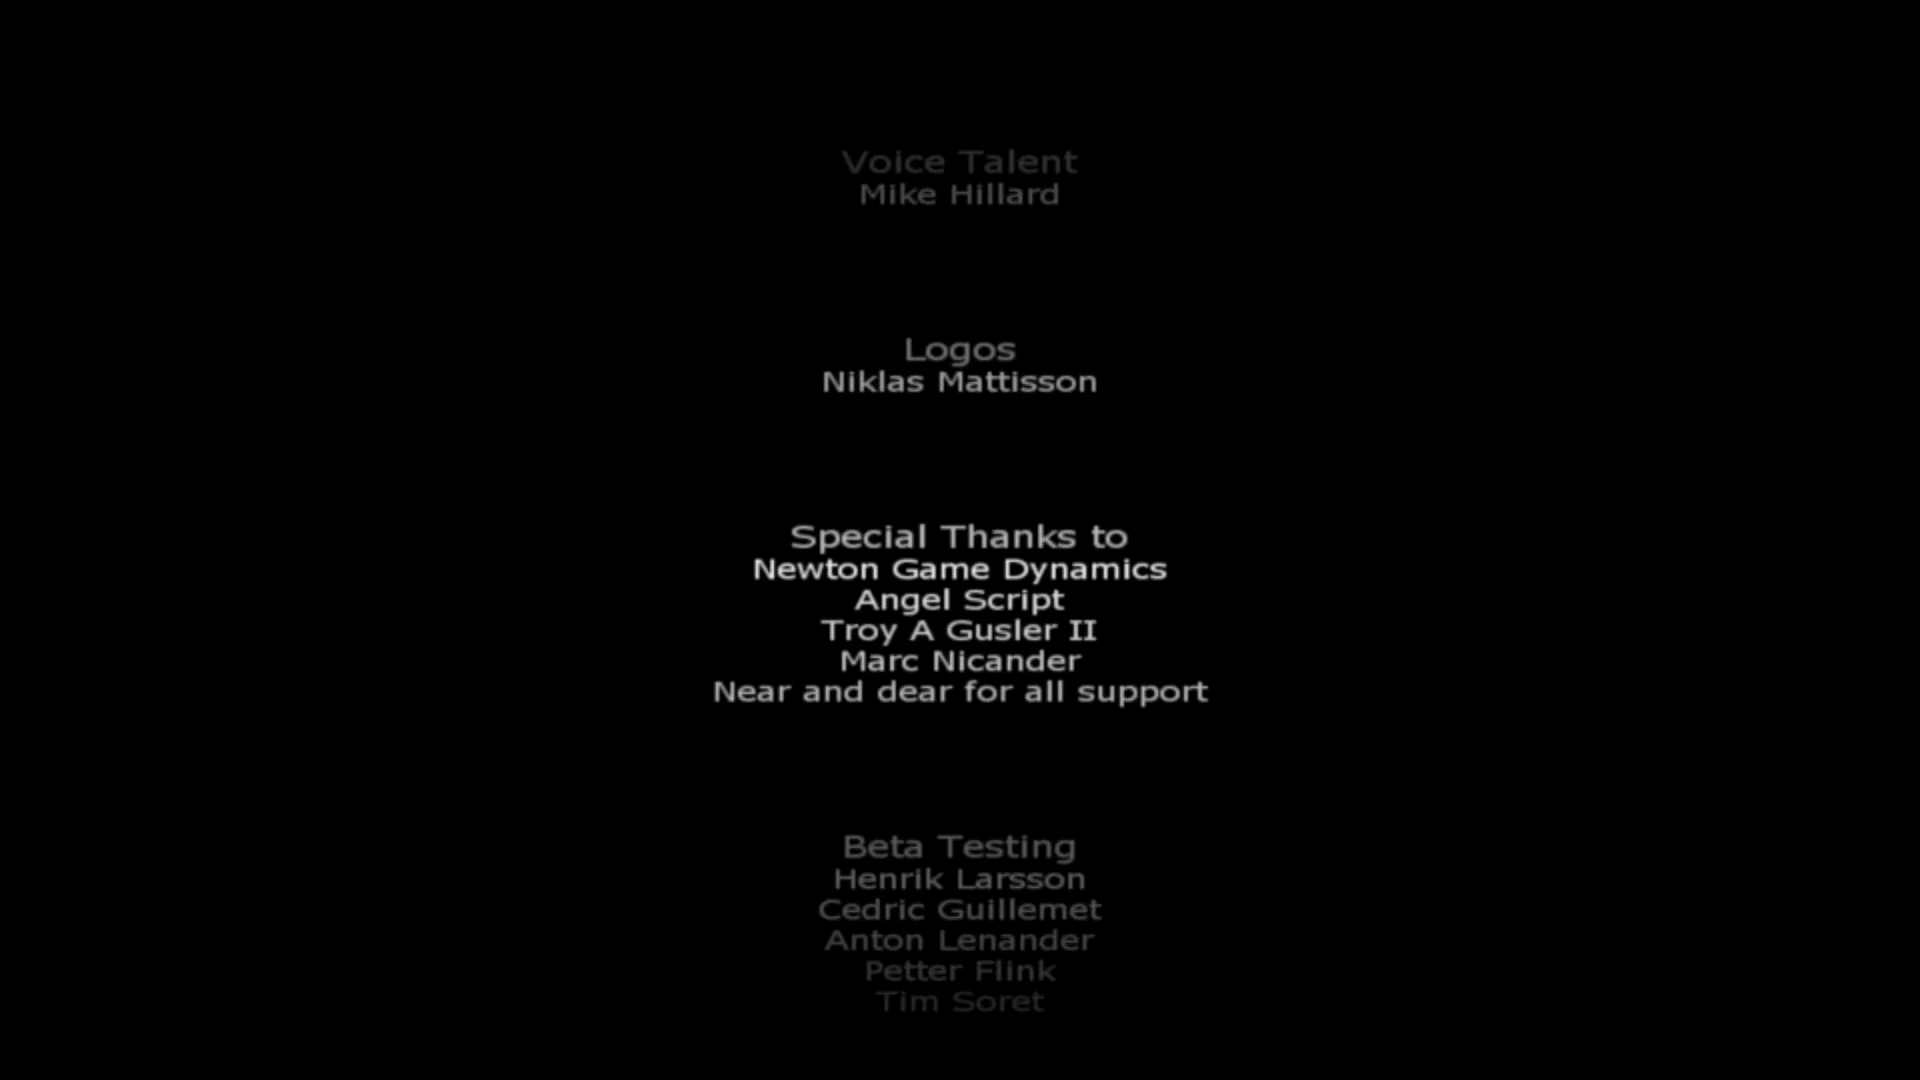 Voice Talent
Mike Hillard
Logos
Niklas Mattisson
Special Thanks to
Newton Game Dynamics
Angel Script
Troy A Gusler II
Marc Nicander
Near and dear for all support
Beta Testing
Henrik Larsson
Cedric Guillemet
Anton Lenander
Petter Flink
Tim Soret